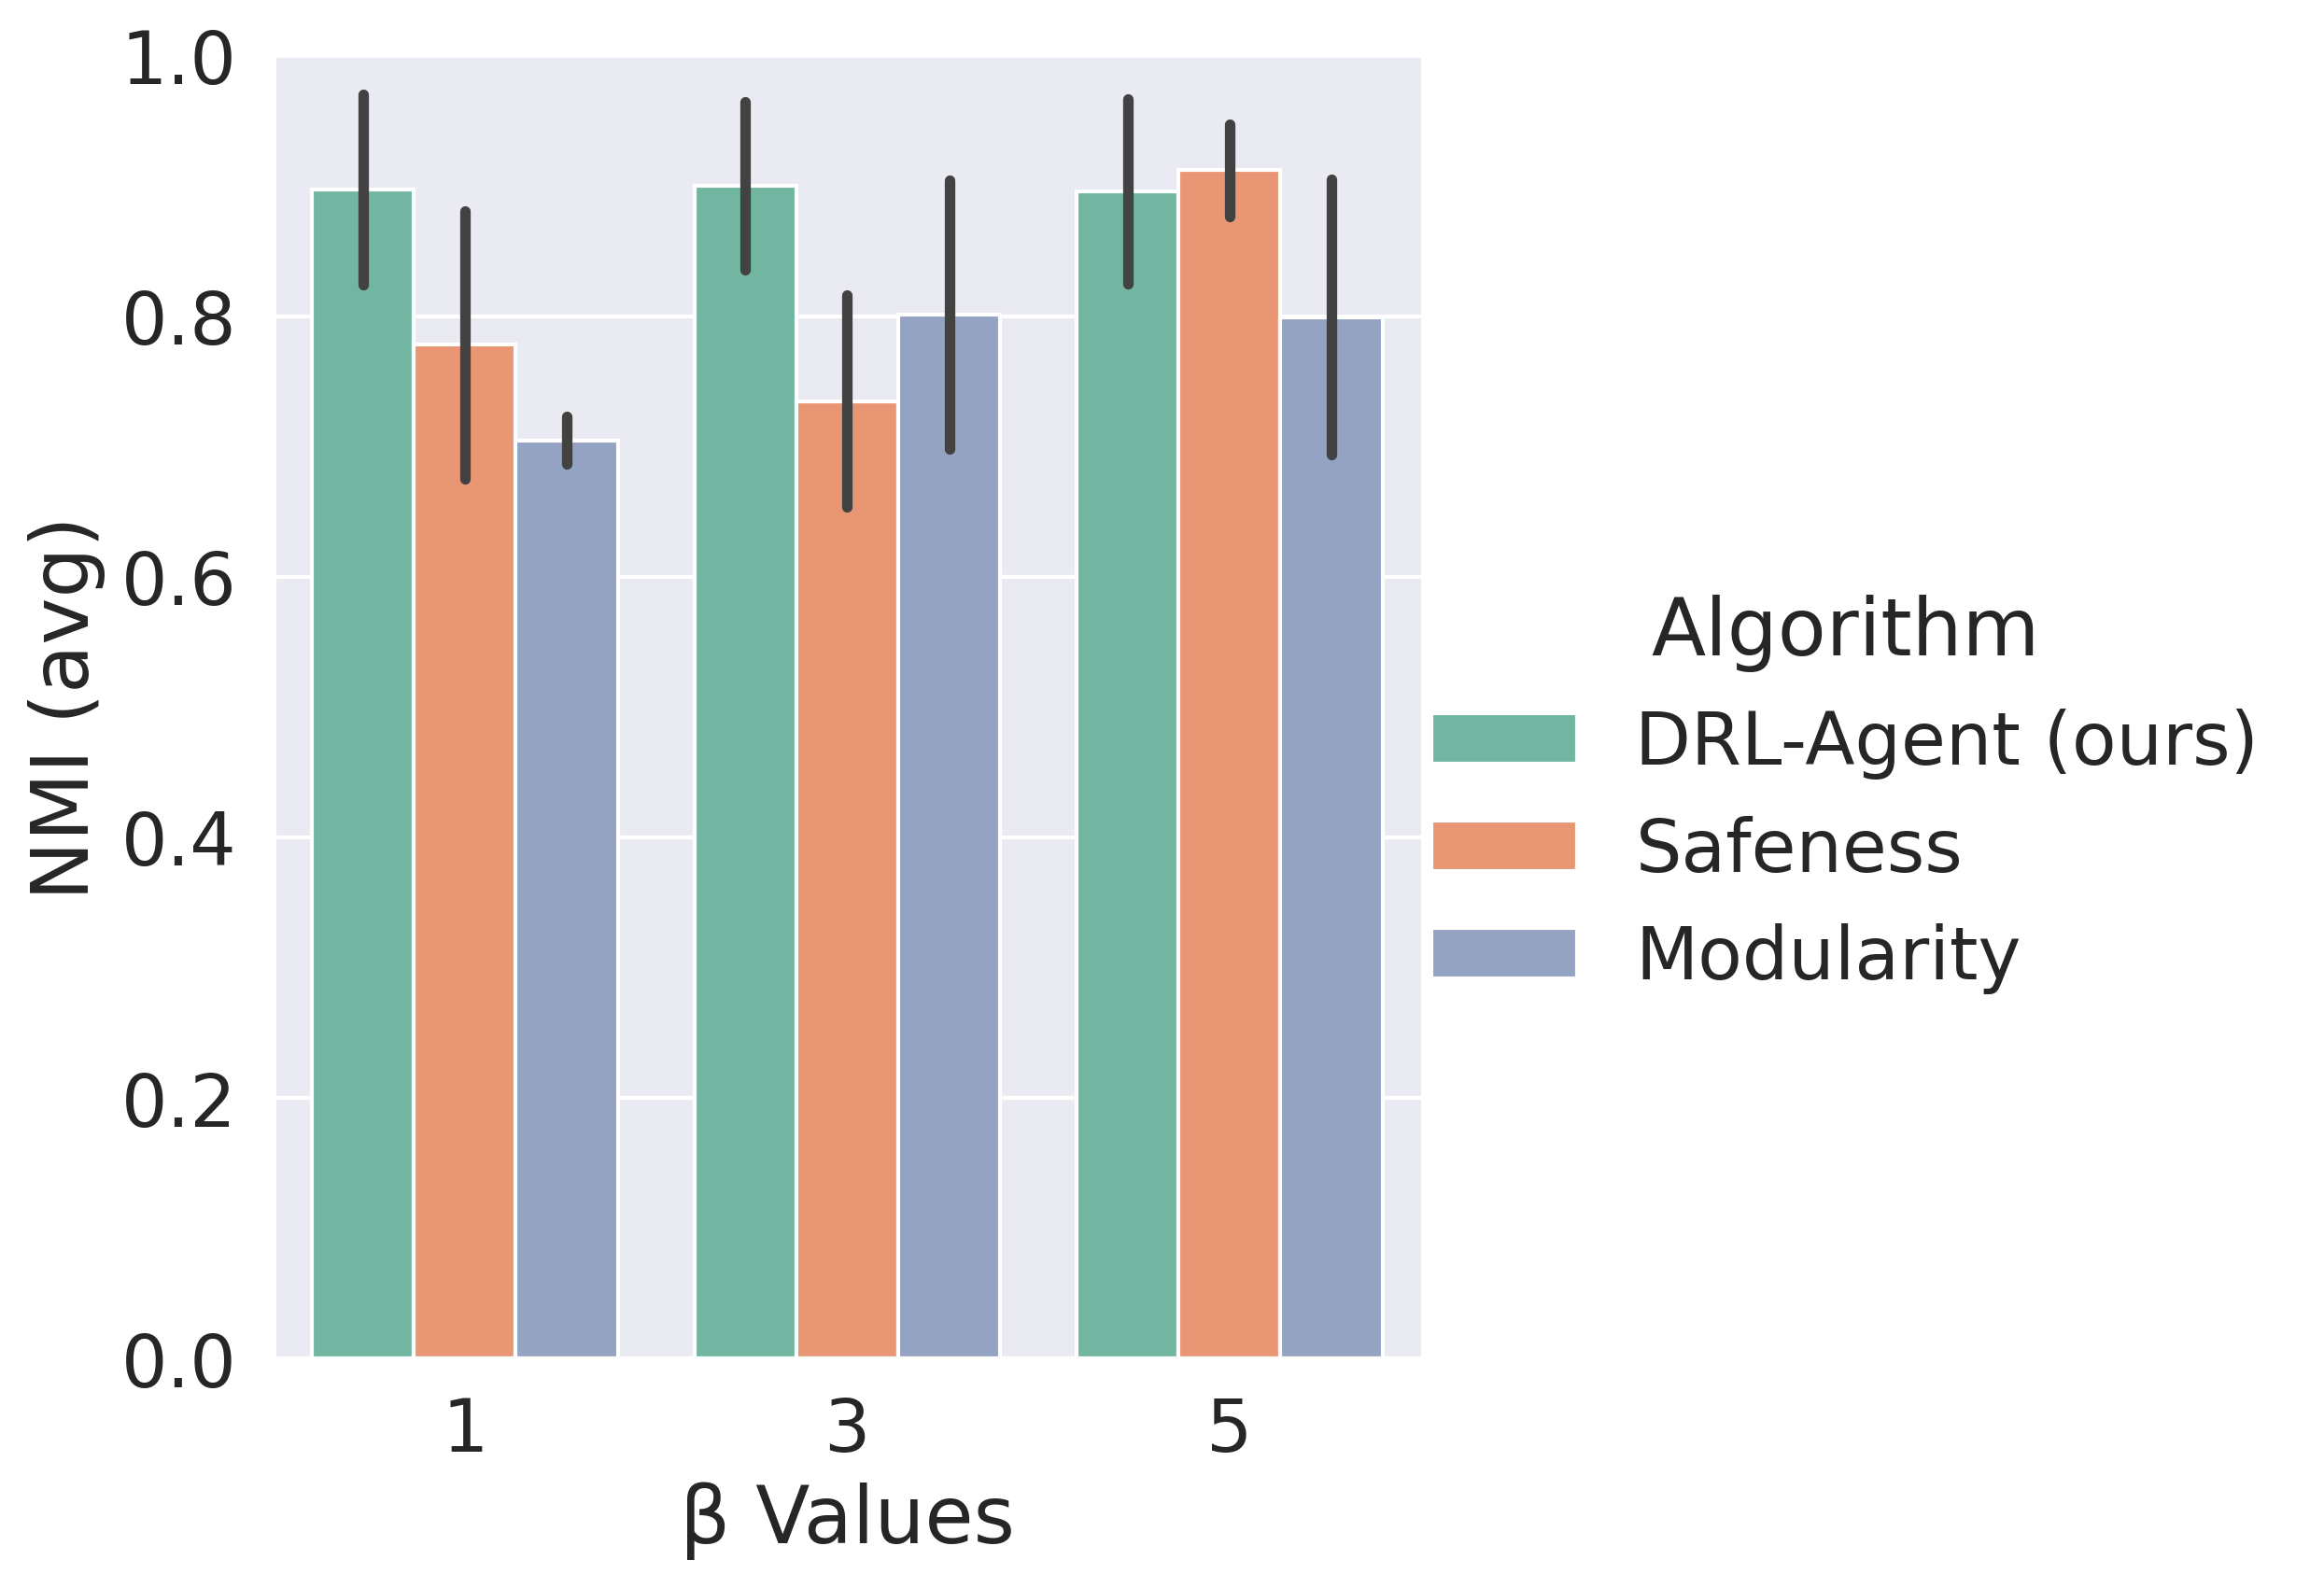 1.0
0.8
0.6
0.4
0.2
0.0
NMI (avg)
1 3 5
β Values
Algorithm
DRL-Agent (ours)
Safeness
Modularity